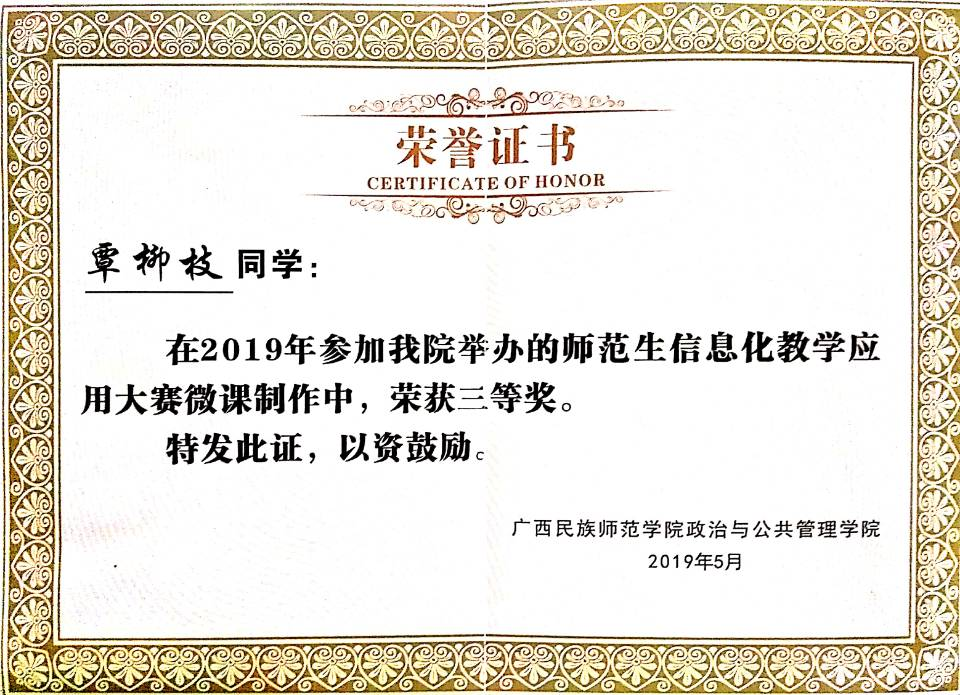 荣誉证书
CERTIFICATE OF HONOR
覃柳枝同学：
在2019年参加我院举办的师范生信息化教学应
用大赛微课制作中，荣获三等奖。
特发此证，以资鼓励。
广西民族师范学院政治与公共管理学院
2019年5月